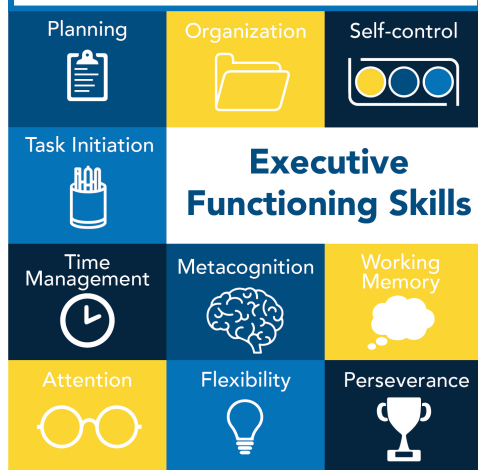 Planning
Organization
Self-control
Task Initiation
Executive
Functioning Skills
Time
Management
Metacognition
Working
Memory
Attention
Flexibility
Perseverance